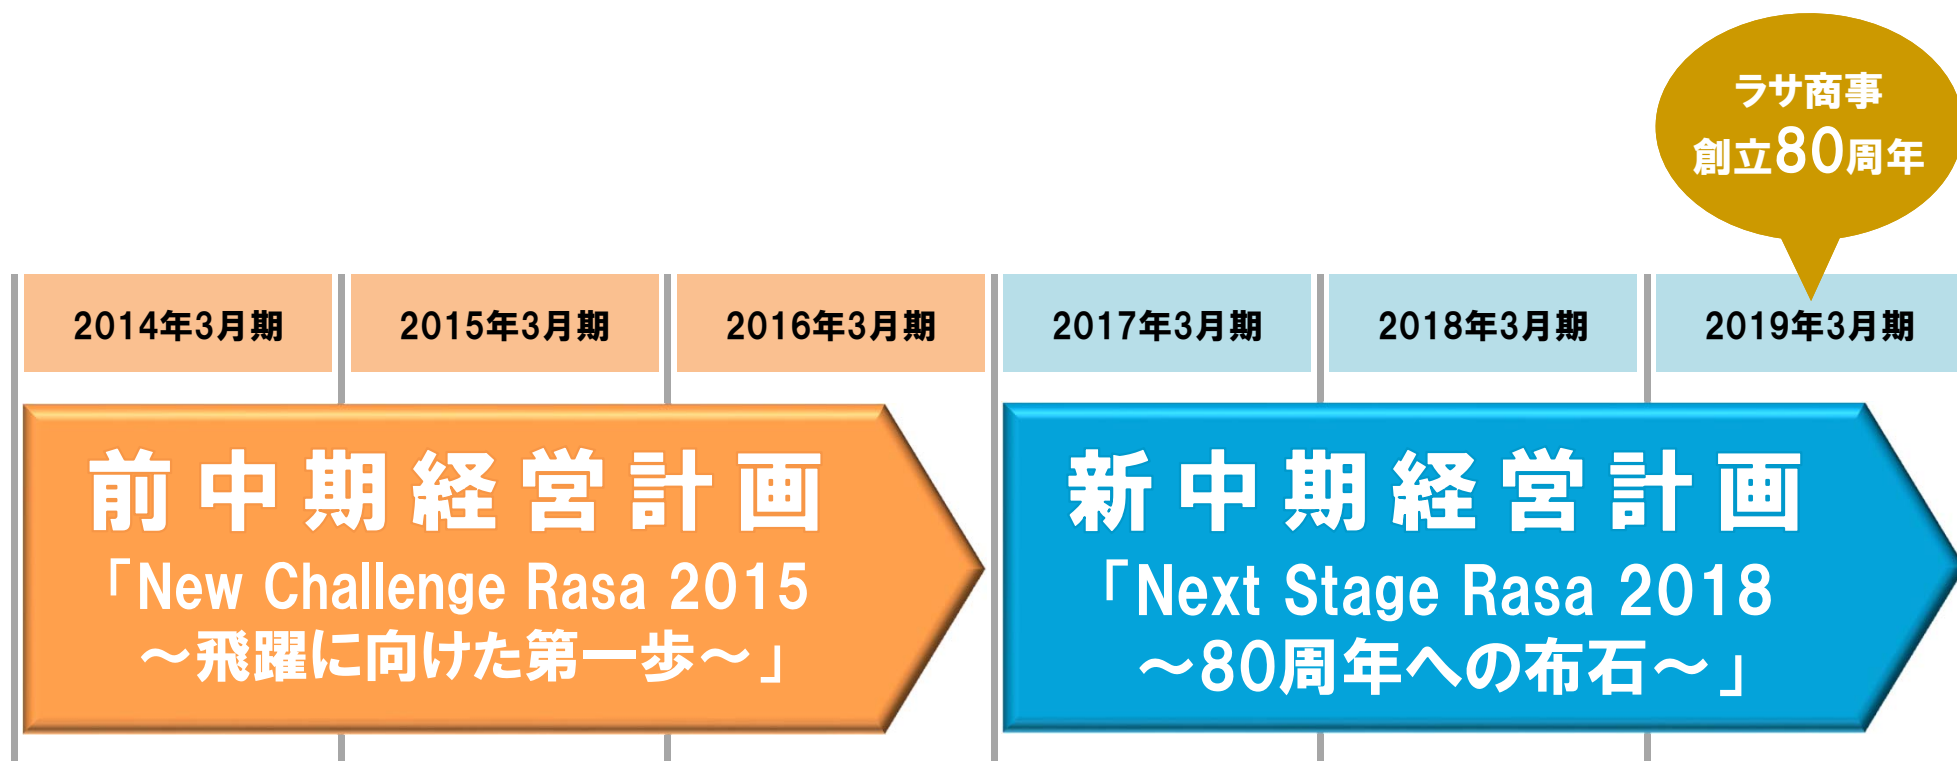 ラサ商事
創立80周年
2014年3月期
2015年3月期
2016年3月期
2017年3月期
2018年3月期
2019年3月期
前中期経営計画
「New Challenge Rasa 2015
～飛躍に向けた第一歩～」
新中期経営計画
「Next Stage Rasa 2018
～80周年への布石～」